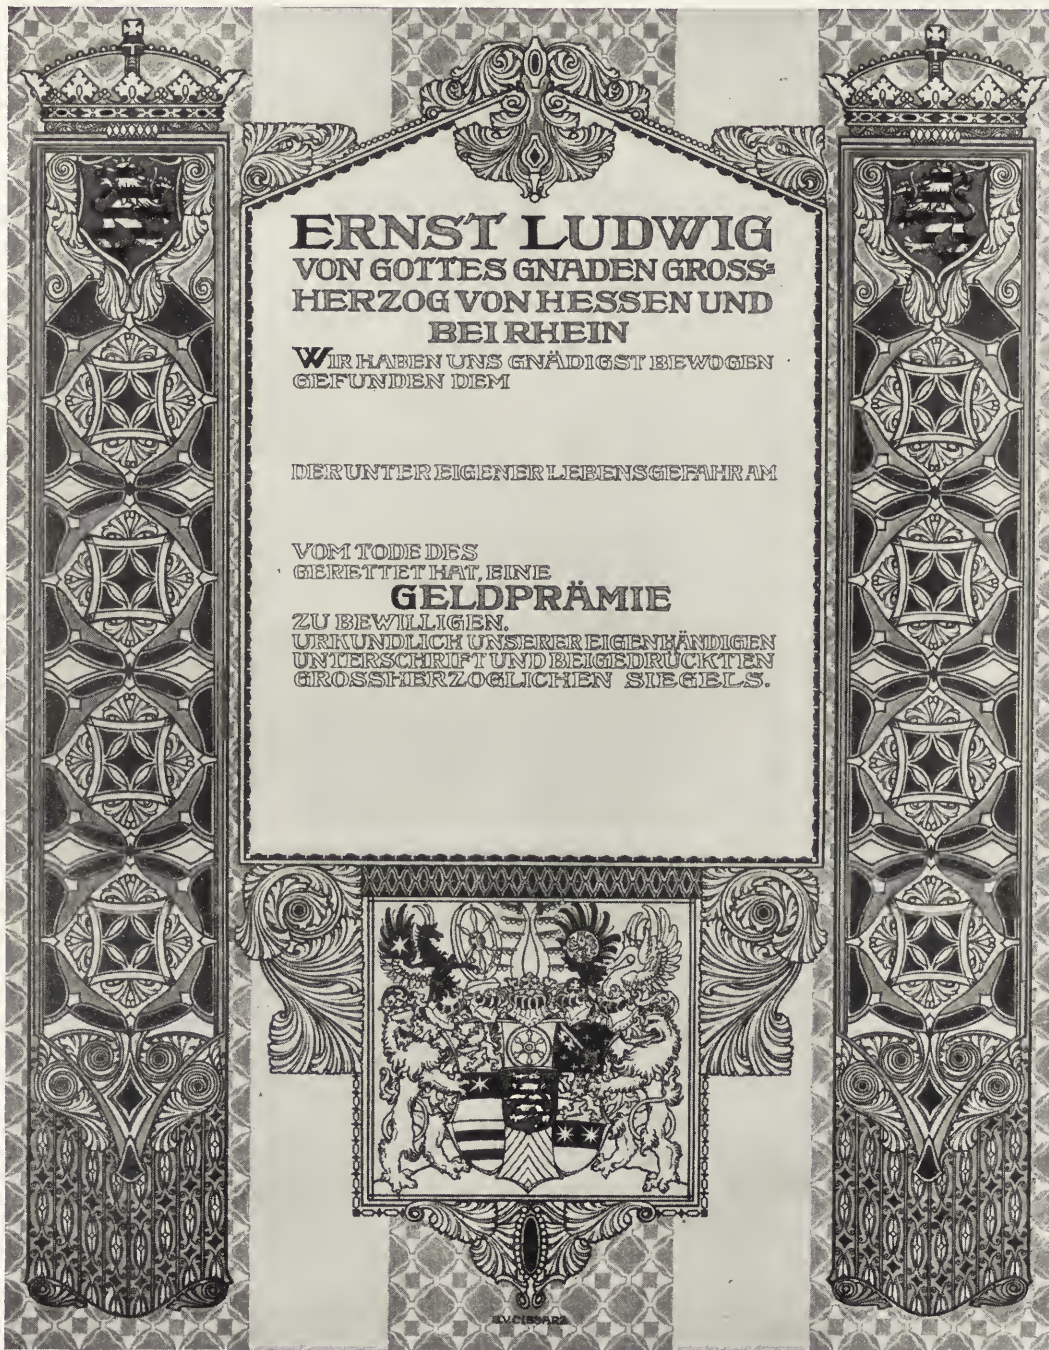 ERNST LUDWIG
VON GOTTES GNADEN GROSS=
HERZOG VON HESSEN UND
BEI RHEIN
WIR HABEN UNS GNÄDIGST BEWOGEN
GEFUNDEN DEM
DER UNTER EIGENER LEBENSGEFAHR AM
VOM TODE DES
GERETTET HAT, EINE
GELDPRÄMIE
ZU BEWILLIGEN.
URKUNDLICH UNSERER EIGENHÄNDIGEN
UNTERSCHRIFT UND BEIGEDRÜCKTEN
GROSSHERZOGLICHEN SIEGELS.